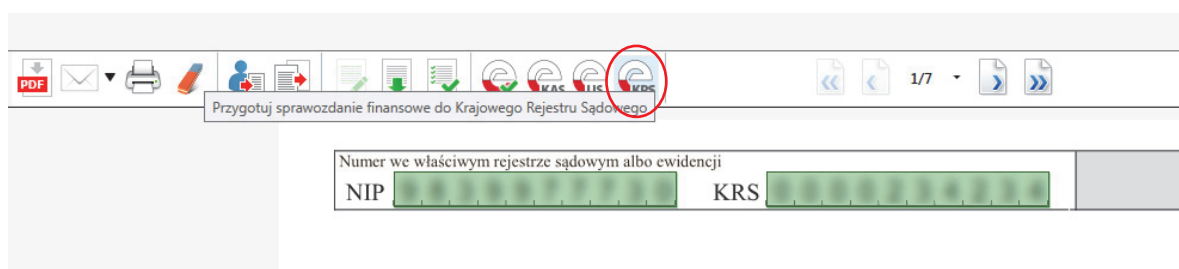 PDF
KAS
US
KRS
1/7
Przygotuj sprawozdanie finansowe do Krajowego Rejestru Sądowego
Numer we właściwym rejestrze sądowym albo ewidencji
NIP KRS